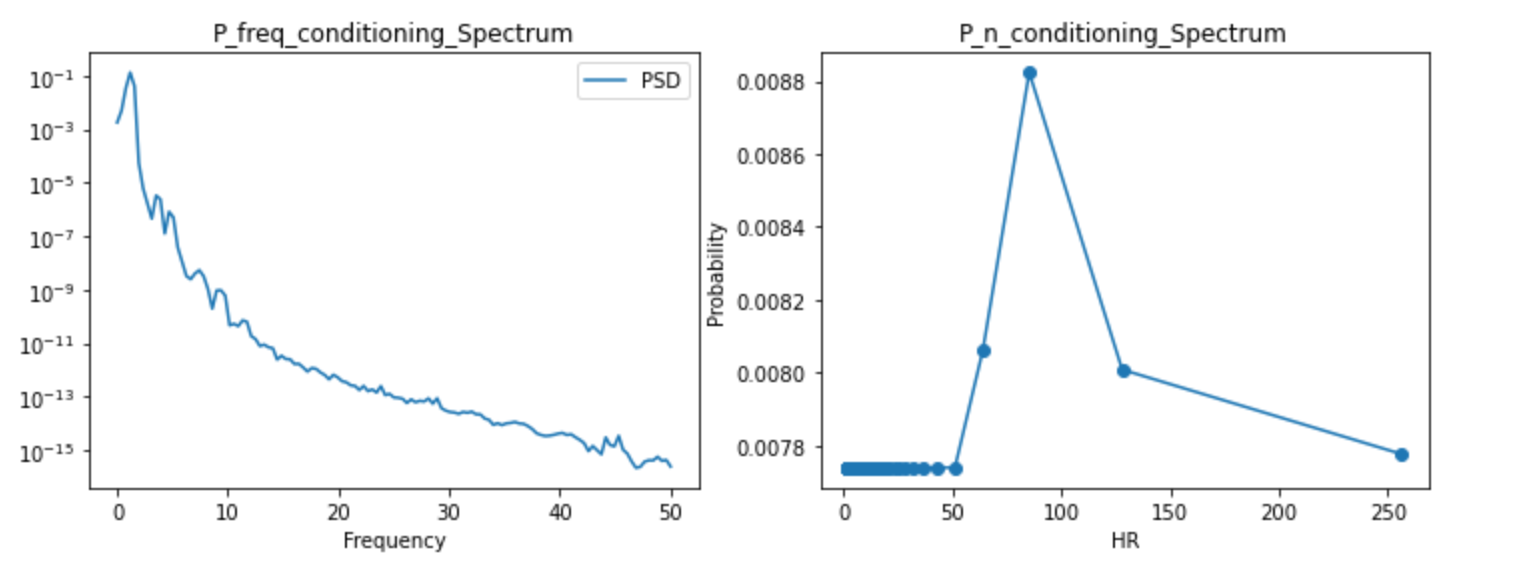 P_freq_conditioning_Spectrum
10⁻¹
10⁻³
10⁻⁵
10⁻⁷
10⁻⁹
10⁻¹¹
10⁻¹³
10⁻¹⁵
PSD
0 10 20 30 40 50
Frequency
P_n_conditioning_Spectrum
Probability
0.0088
0.0086
0.0084
0.0082
0.0080
0.0078
0 50 100 150 200 250
HR